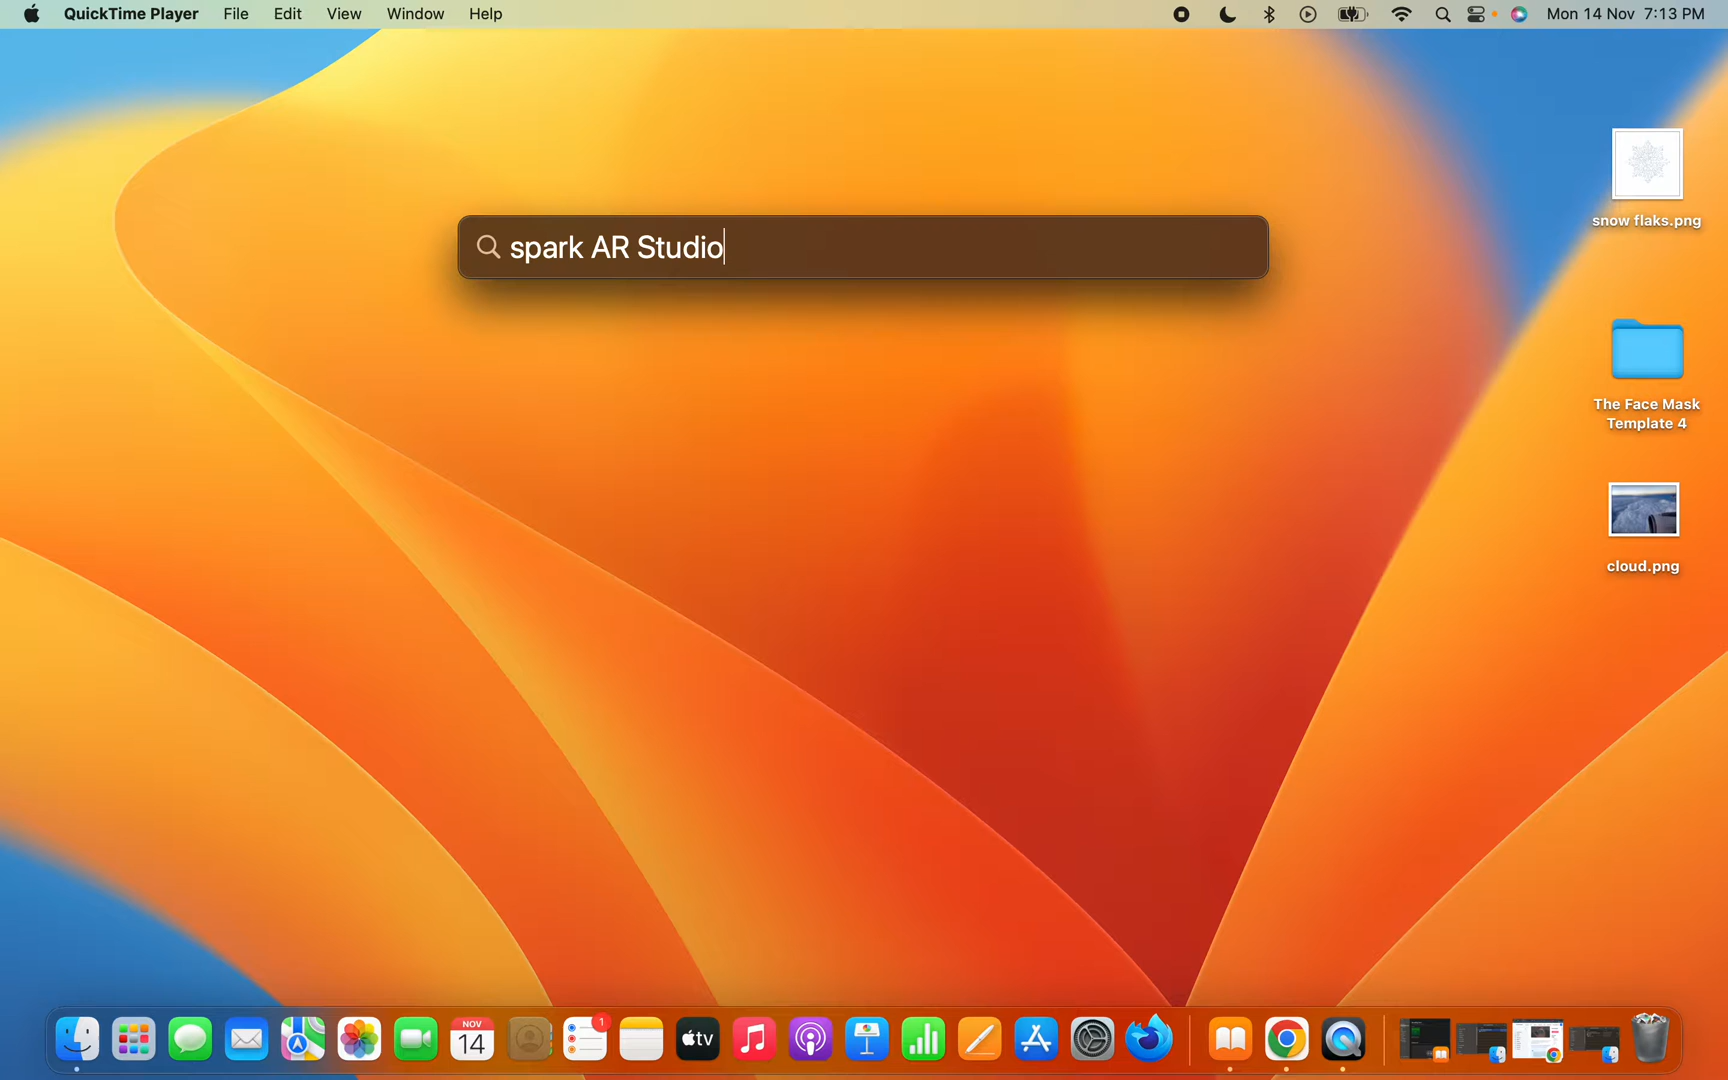 QuickTime Player File Edit View Window Help Mon 14 Nov 7:13 PM
spark AR Studio
snow flaks.png
The Face Mask
Template 4
cloud.png
NOV
14
1
tv